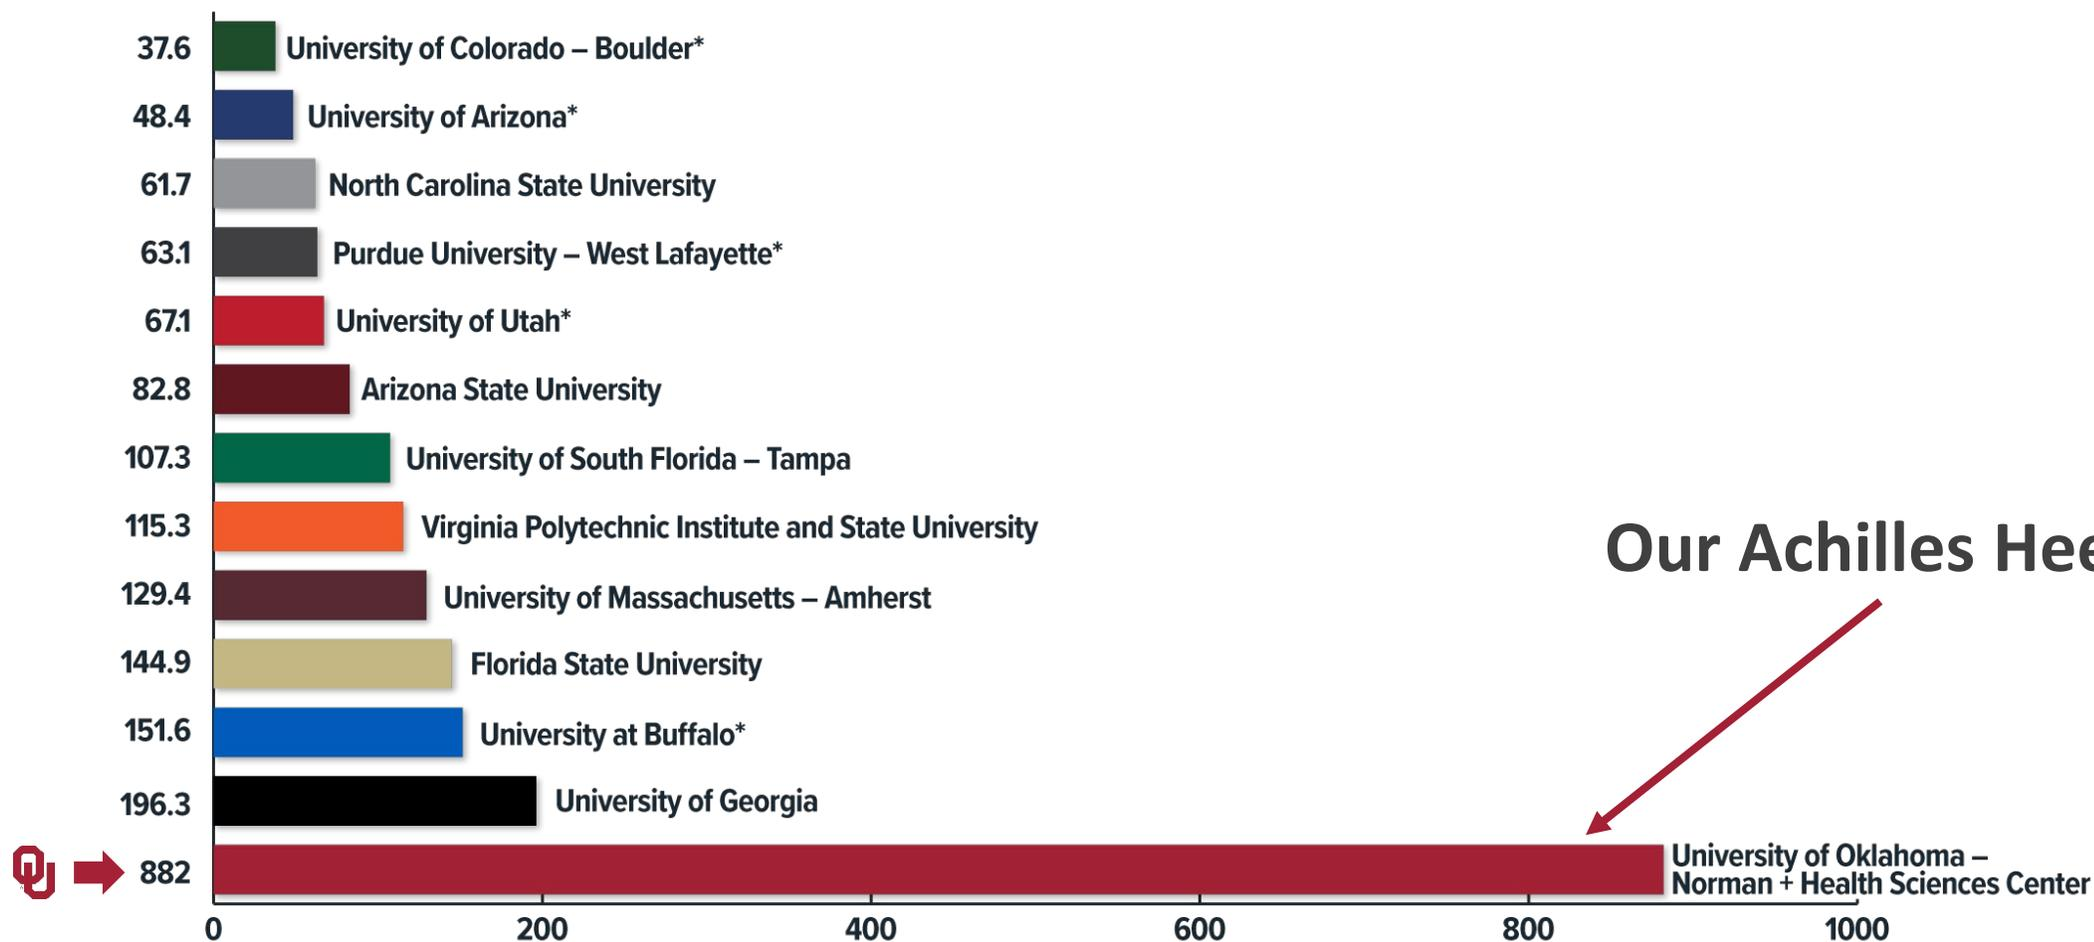 37.6 University of Colorado – Boulder*
48.4 University of Arizona*
61.7 North Carolina State University
63.1 Purdue University – West Lafayette*
67.1 University of Utah*
82.8 Arizona State University
107.3 University of South Florida – Tampa
115.3 Virginia Polytechnic Institute and State University
Our Achilles Hee
129.4 University of Massachusetts – Amherst
144.9 Florida State University
151.6 University at Buffalo*
196.3 University of Georgia
OU 882 University of Oklahoma –
Norman + Health Sciences Center
0 200 400 600 800 1000